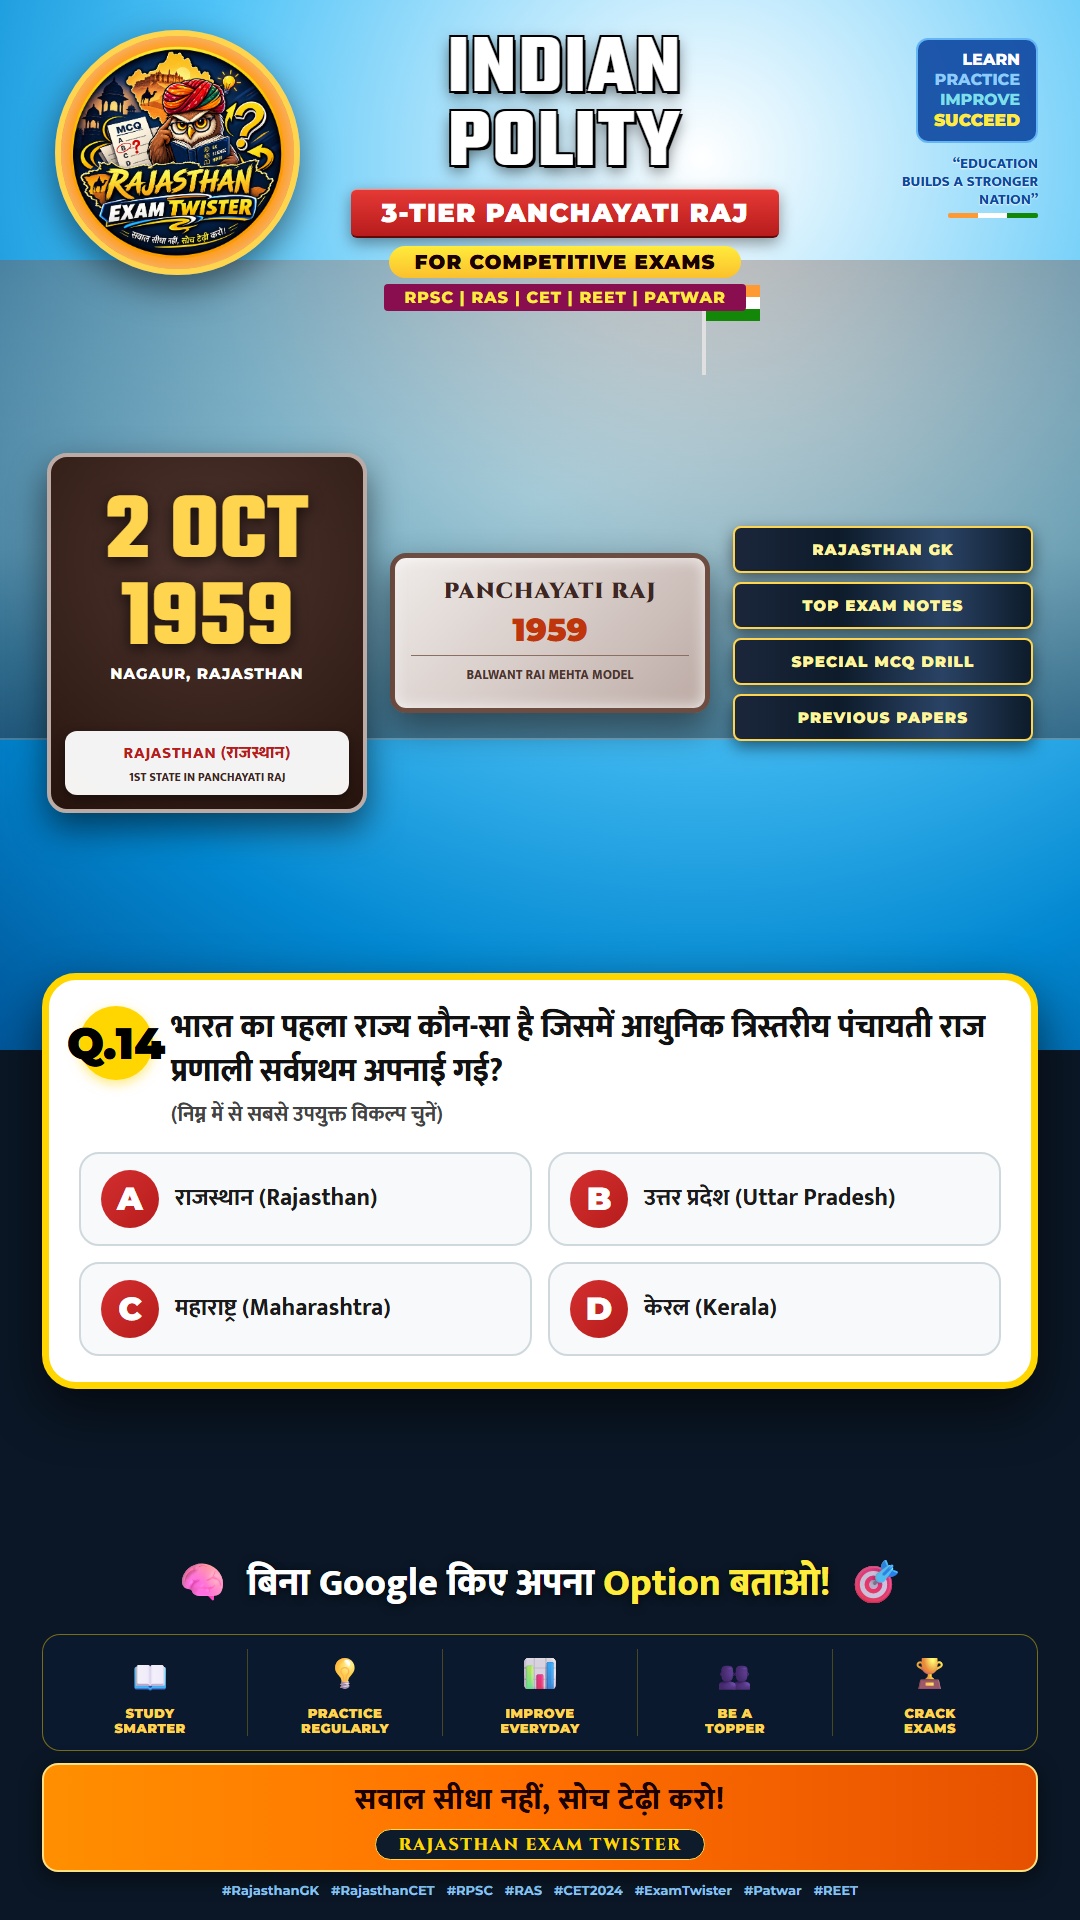 MCQ
A
B
C
D
?
?
RAJASTHAN
EXAM TWISTER
सवाल सीधा नहीं, सोच टेढ़ी करो!
INDIAN
POLITY
3-TIER PANCHAYATI RAJ
FOR COMPETITIVE EXAMS
RPSC | RAS | CET | REET | PATWAR
LEARN
PRACTICE
IMPROVE
SUCCEED
“EDUCATION
BUILDS A STRONGER
NATION”
2 OCT
1959
NAGAUR, RAJASTHAN
RAJASTHAN (राजस्थान)
1ST STATE IN PANCHAYATI RAJ
PANCHAYATI RAJ
1959
BALWANT RAI MEHTA MODEL
RAJASTHAN GK
TOP EXAM NOTES
SPECIAL MCQ DRILL
PREVIOUS PAPERS
Q.14 भारत का पहला राज्य कौन-सा है जिसमें आधुनिक त्रिस्तरीय पंचायती राज
प्रणाली सर्वप्रथम अपनाई गई?
(निम्न में से सबसे उपयुक्त विकल्प चुनें)
A राजस्थान (Rajasthan)
B उत्तर प्रदेश (Uttar Pradesh)
C महाराष्ट्र (Maharashtra)
D केरल (Kerala)
बिना Google किए अपना Option बताओ!
STUDY
SMARTER
PRACTICE
REGULARLY
IMPROVE
EVERYDAY
BE A
TOPPER
CRACK
EXAMS
सवाल सीधा नहीं, सोच टेढ़ी करो!
RAJASTHAN EXAM TWISTER
#RajasthanGK #RajasthanCET #RPSC #RAS #CET2024 #ExamTwister #Patwar #REET